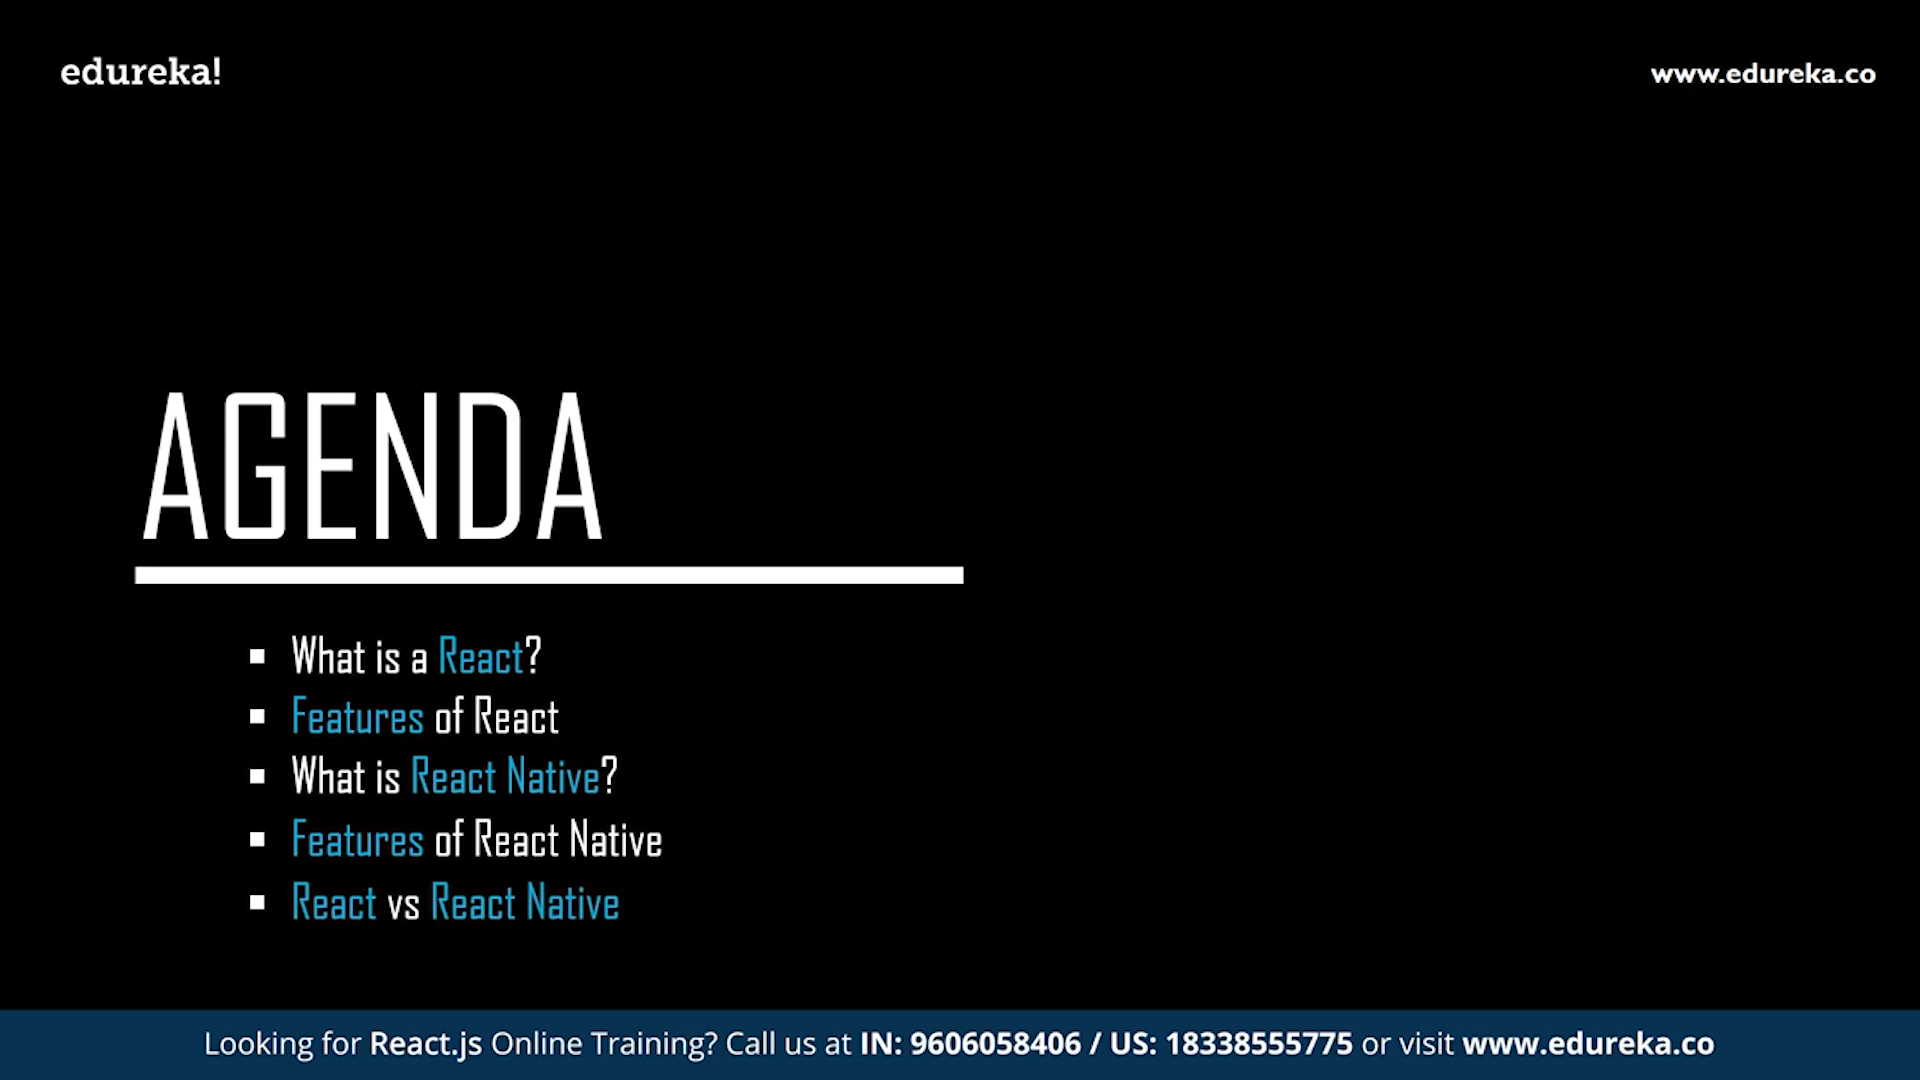 edureka!
www.edureka.co
AGENDA
▪ What is a React?
▪ Features of React
▪ What is React Native?
▪ Features of React Native
▪ React vs React Native
Looking for React.js Online Training? Call us at IN: 9606058406 / US: 18338555775 or visit www.edureka.co